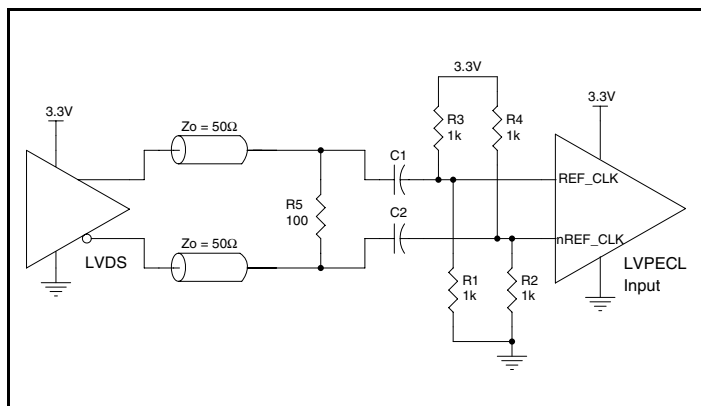 3.3V
3.3V
3.3V
Zo = 50Ω
R3
1k
R4
1k
C1
REF_CLK
R5
100
C2
nREF_CLK
Zo = 50Ω
LVDS
R1
1k
R2
1k
LVPECL
Input